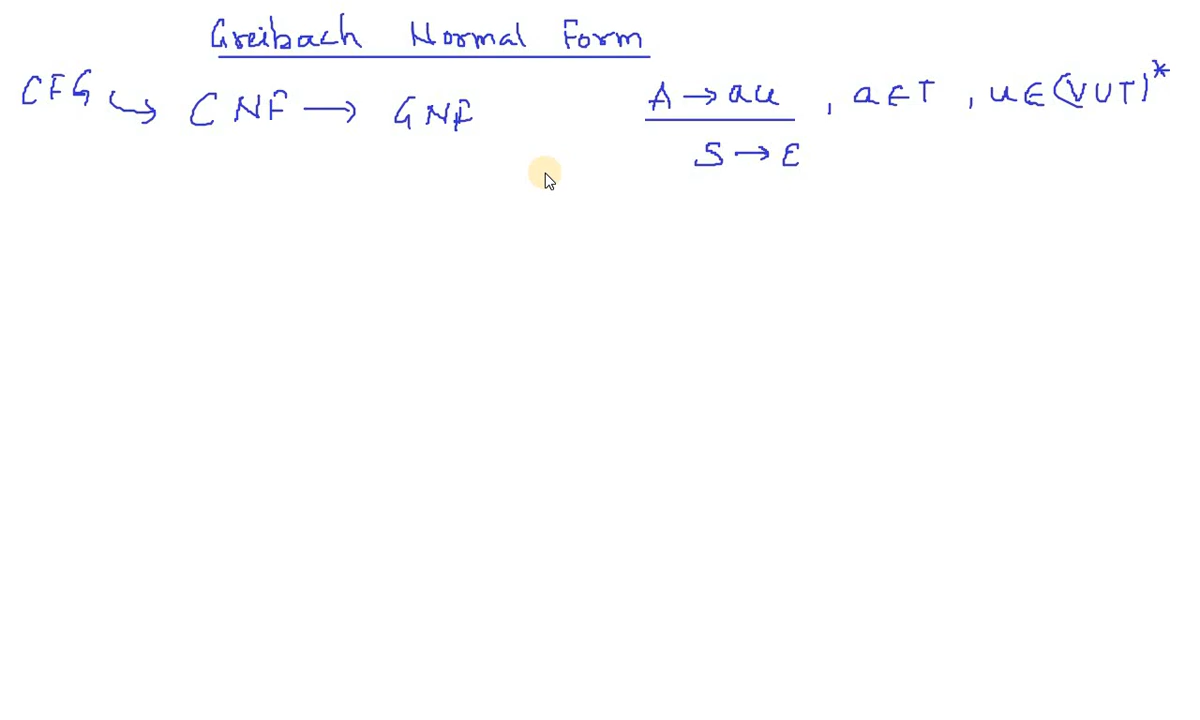 Greibach Normal Form
CFG ↪ CNF → GNF
A → au , a ∈ T , u ∈ (V ∪ T)*
S → ε